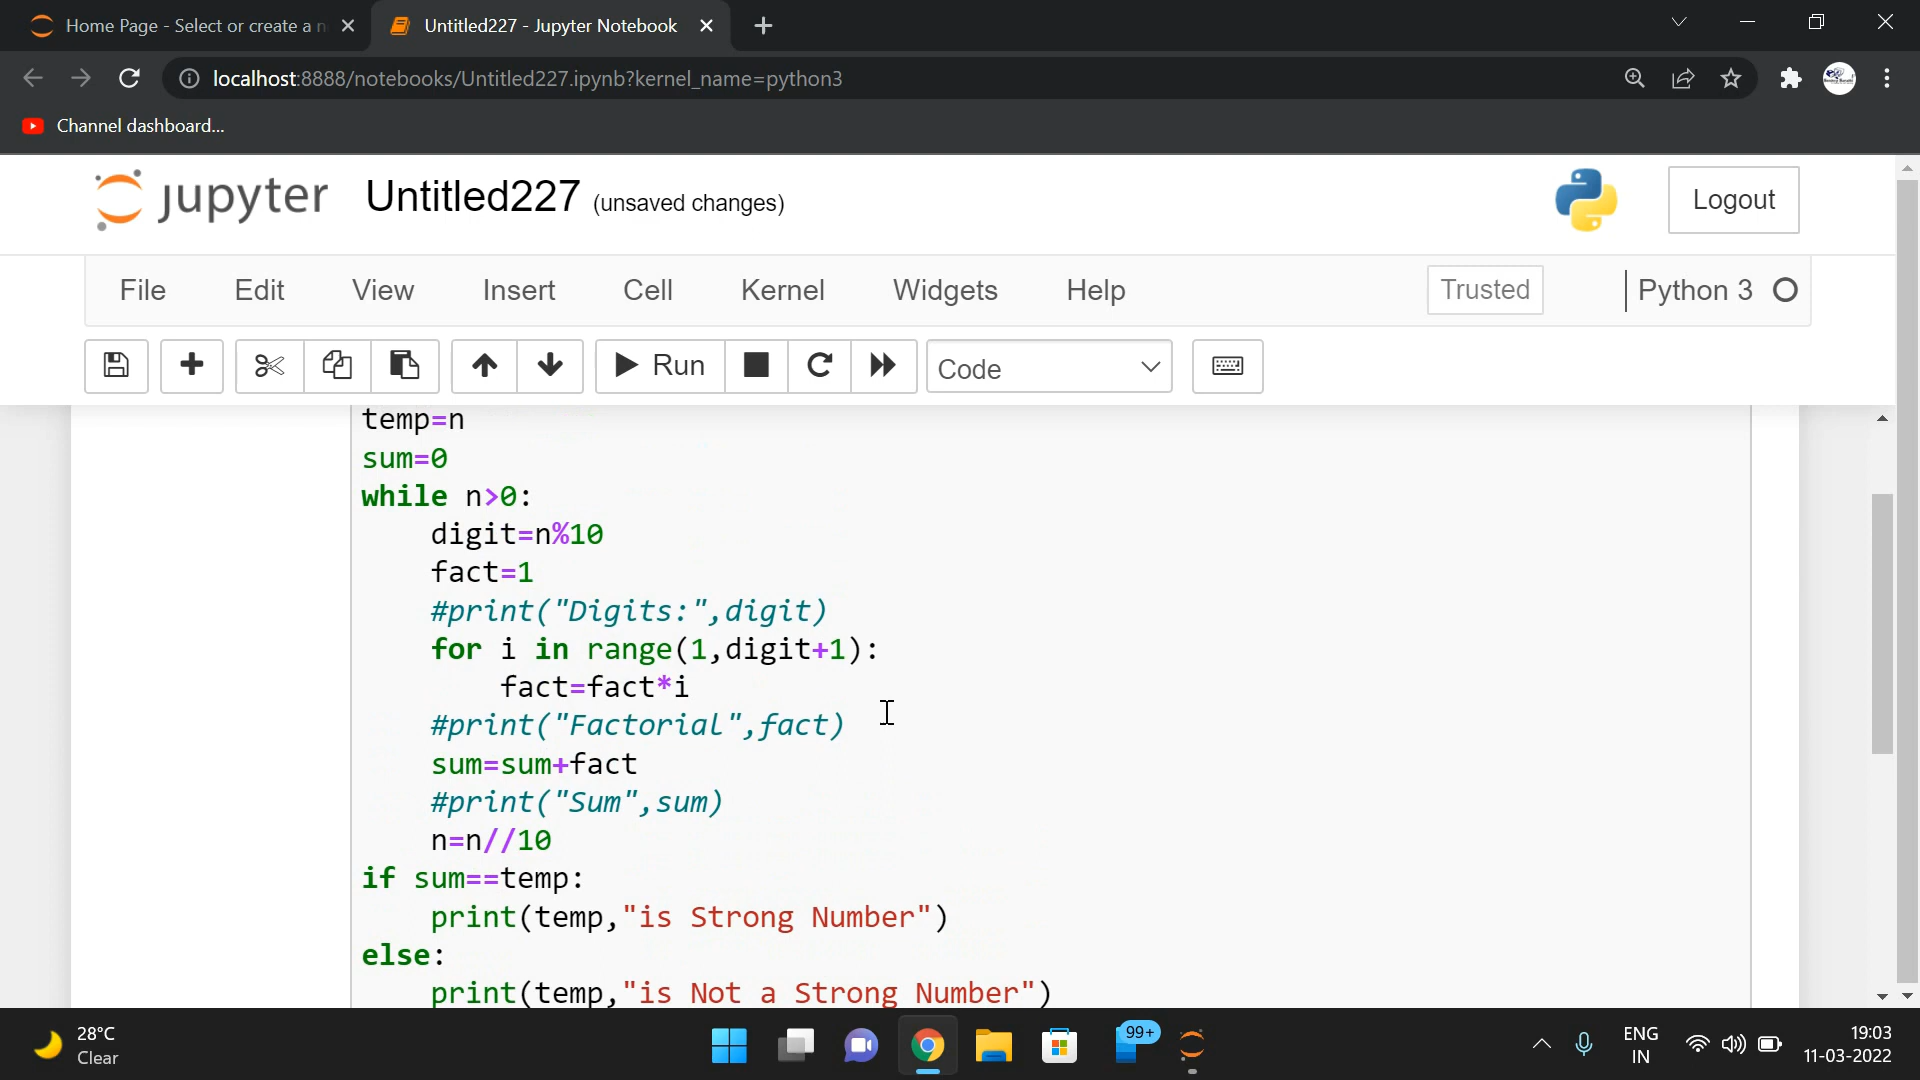 Home Page - Select or create a n
Untitled227 - Jupyter Notebook
localhost:8888/notebooks/Untitled227.ipynb?kernel_name=python3
Channel dashboard...
jupyter Untitled227 (unsaved changes)
Logout
File Edit View Insert Cell Kernel Widgets Help
Trusted
Python 3
Run
Code
temp=n
sum=0
while n>0:
    digit=n%10
    fact=1
    #print("Digits:",digit)
    for i in range(1,digit+1):
        fact=fact*i
    #print("Factorial",fact)
    sum=sum+fact
    #print("Sum",sum)
    n=n//10
if sum==temp:
    print(temp,"is Strong Number")
else:
    print(temp,"is Not a Strong Number")
28°C
Clear
99+
ENG
IN
19:03
11-03-2022